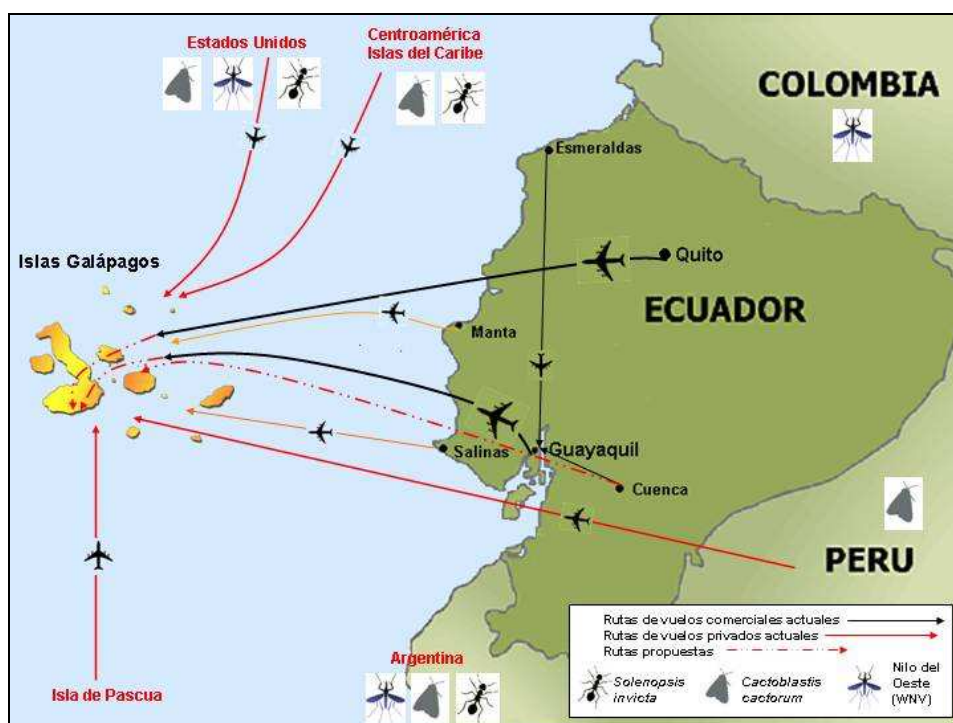 Estados Unidos
Centroamérica
Islas del Caribe
COLOMBIA
Esmeraldas
Islas Galápagos
Quito
ECUADOR
Manta
Salinas
Guayaquil
Cuenca
PERU
Argentina
Isla de Pascua
Rutas de vuelos comerciales actuales
Rutas de vuelos privados actuales
Rutas propuestas
Solenopsis
invicta
Cactoblastis
cactorum
Nilo del
Oeste
(WNV)